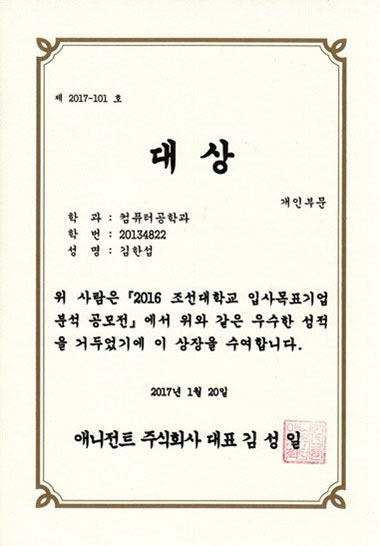 제 2017-101 호
대 상
개인부문
학 과 : 컴퓨터공학과
학 번 : 20134822
성 명 : 김한섭
위 사람은 『2016 조선대학교 입사목표기업
분석 공모전』에서 위와 같은 우수한 성적
을 거두었기에 이 상장을 수여합니다.
2017년 1월 20일
애니전트 주식회사 대표 김 성 일